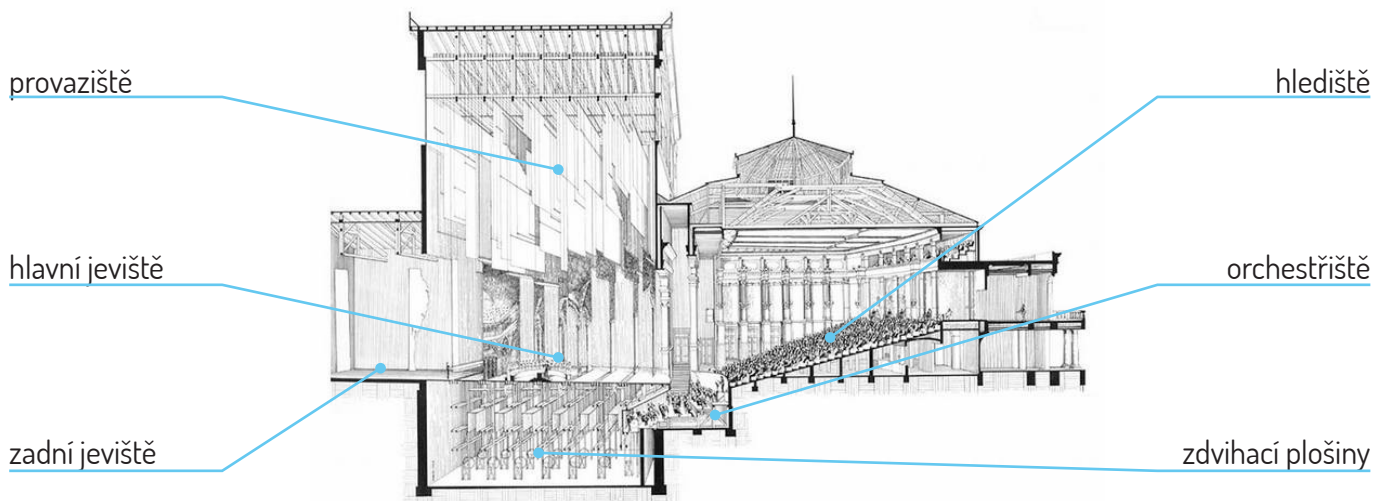 provaziště
hlediště
hlavní jeviště
orchestřiště
zadní jeviště
zdvihací plošiny